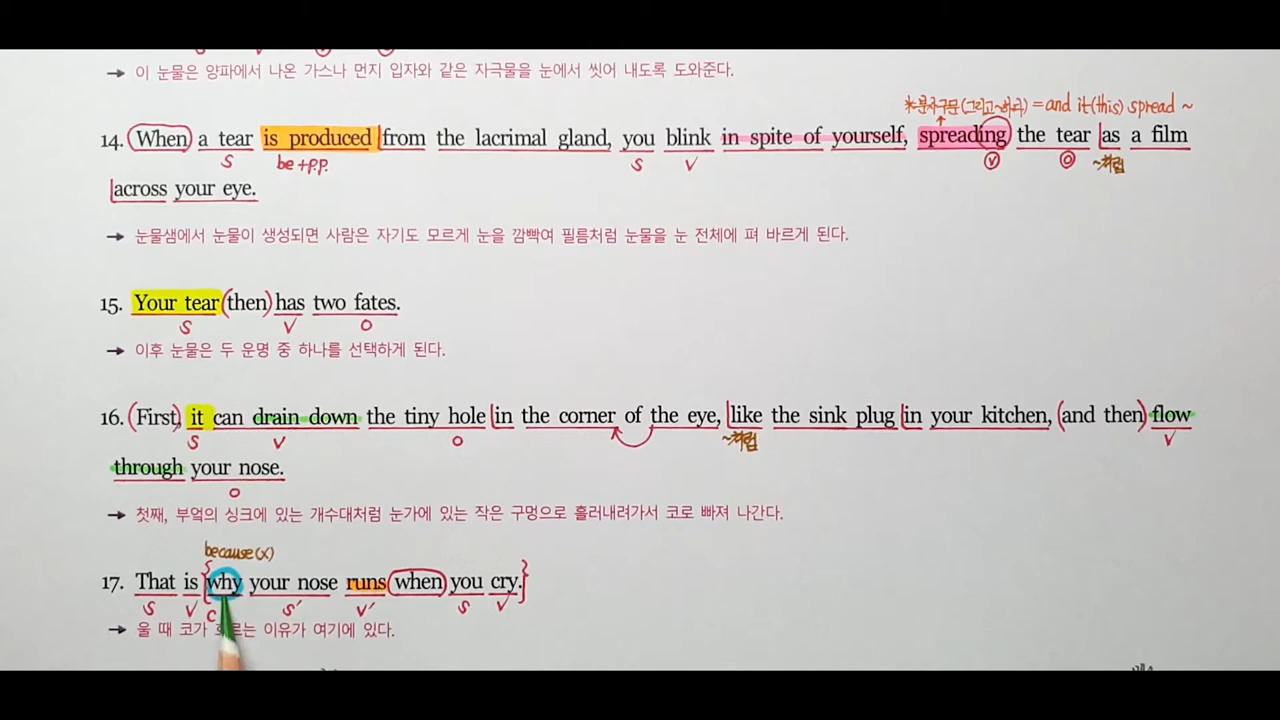 → 이 눈물은 양파에서 나온 가스나 먼지 입자와 같은 자극물을 눈에서 씻어 내도록 도와준다.
*분사구문(그리고~하다) = and it(this) spread ~
14. When a tear is produced from the lacrimal gland, you blink in spite of yourself, spreading the tear as a film
S be+p.p. S V V O ~처럼
across your eye.
→ 눈물샘에서 눈물이 생성되면 사람은 자기도 모르게 눈을 깜빡여 필름처럼 눈물을 눈 전체에 펴 바르게 된다.
15. Your tear (then) has two fates.
S V O
→ 이후 눈물은 두 운명 중 하나를 선택하게 된다.
16. (First), it can drain down the tiny hole in the corner of the eye, like the sink plug in your kitchen, (and then) flow
S V O ~처럼 V
through your nose.
O
→ 첫째, 부엌의 싱크에 있는 개수대처럼 눈가에 있는 작은 구멍으로 흘러내려가서 코로 빠져 나간다.
because(x)
17. That is {why your nose runs when you cry.}
S V C S' V' S V
→ 울 때 코가 흐르는 이유가 여기에 있다.